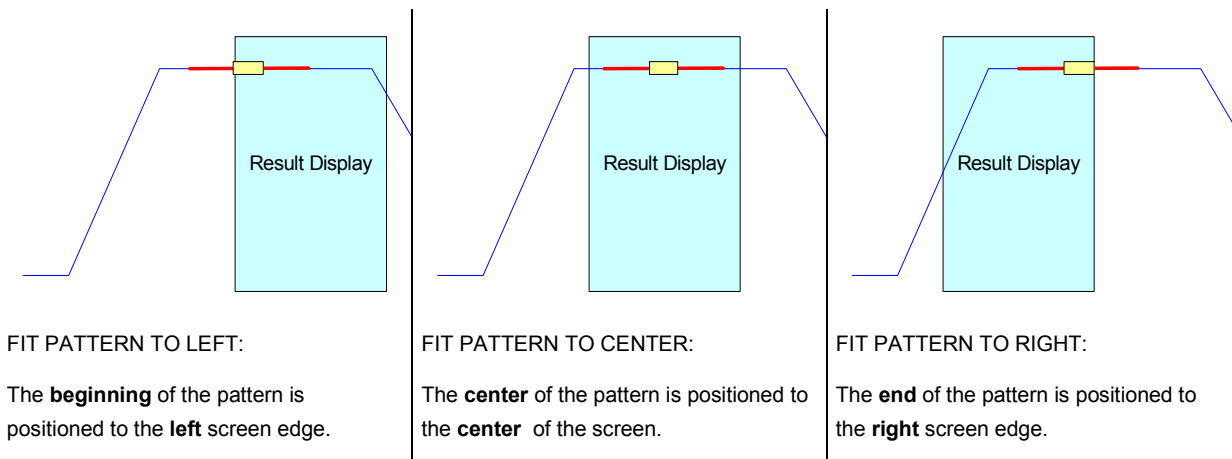 Result Display
FIT PATTERN TO LEFT:
The beginning of the pattern is
positioned to the left screen edge.
Result Display
FIT PATTERN TO CENTER:
The center of the pattern is positioned to
the center of the screen.
Result Display
FIT PATTERN TO RIGHT:
The end of the pattern is positioned to
the right screen edge.